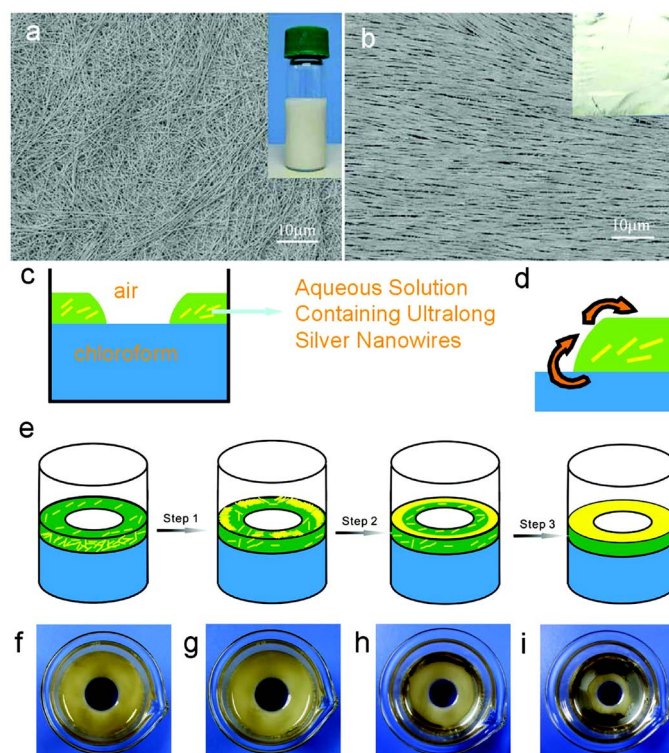 a
b
10μm
10μm
c
d
air
Aqueous Solution
Containing Ultralong
Silver Nanowires
chloroform
e
Step 1
Step 2
Step 3
f
g
h
i